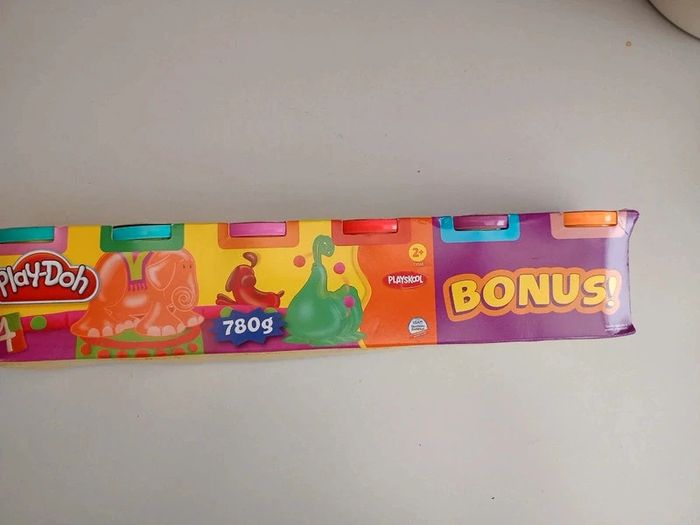 PLAY-DOH
4
780g
2+
PLAYSKOOL
BONUS!